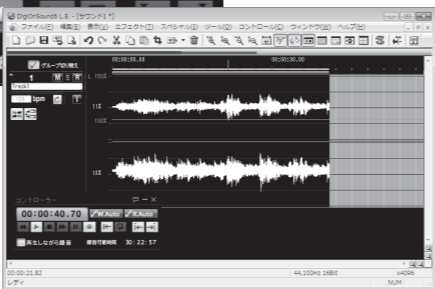 DigiOnSound6 L.E. - [サウンド1 *]
ファイル(F) 編集(E) 表示(V) エフェクト(T) スペシャル(I) ツール(O) コントロール(C) ウィンドウ(W) ヘルプ(H)
グループ切り替え
00:00:00.00 00:00:30.00
1 M S R
L 150%
Track1
bpm T
11%
100%
11%
コントローラー
00:00:40.70 W.Auto R.Auto
再生しながら録音 録音可能時間 30:22:57
00:00:21.82 44,100Hz 16Bit x4096
レディ NUM